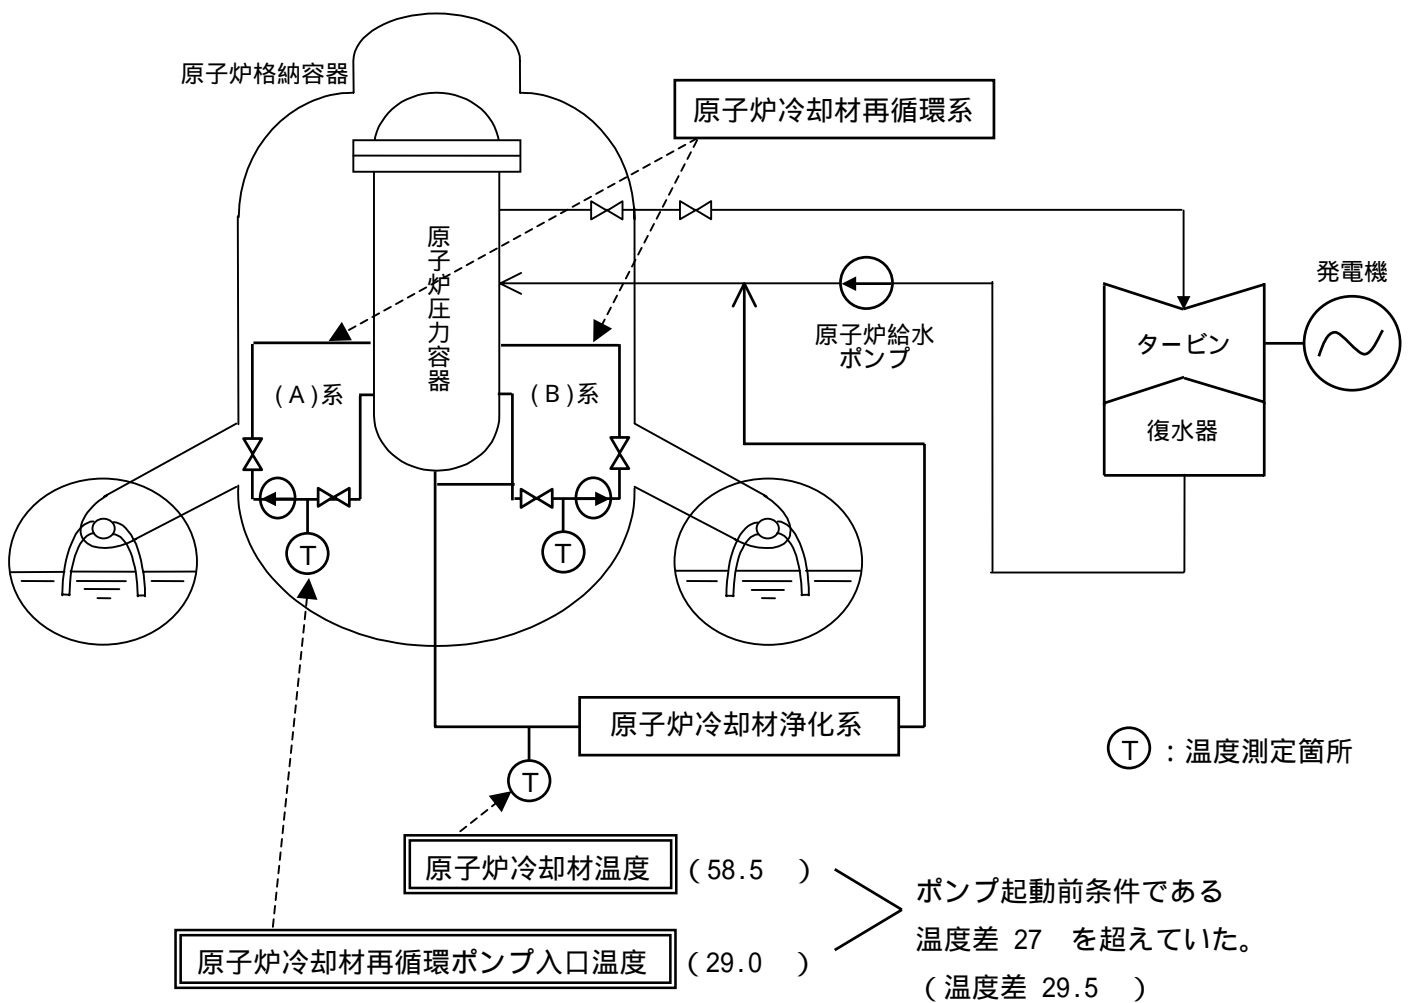 原子炉格納容器
原子炉冷却材再循環系
原子炉圧力容器
発電機
原子炉給水
ポンプ
タービン
(A)系
(B)系
復水器
T
T
原子炉冷却材浄化系
T
T ：温度測定箇所
原子炉冷却材温度 (58.5 )
ポンプ起動前条件である
温度差 27 を超えていた。
原子炉冷却材再循環ポンプ入口温度 (29.0 )
(温度差 29.5 )